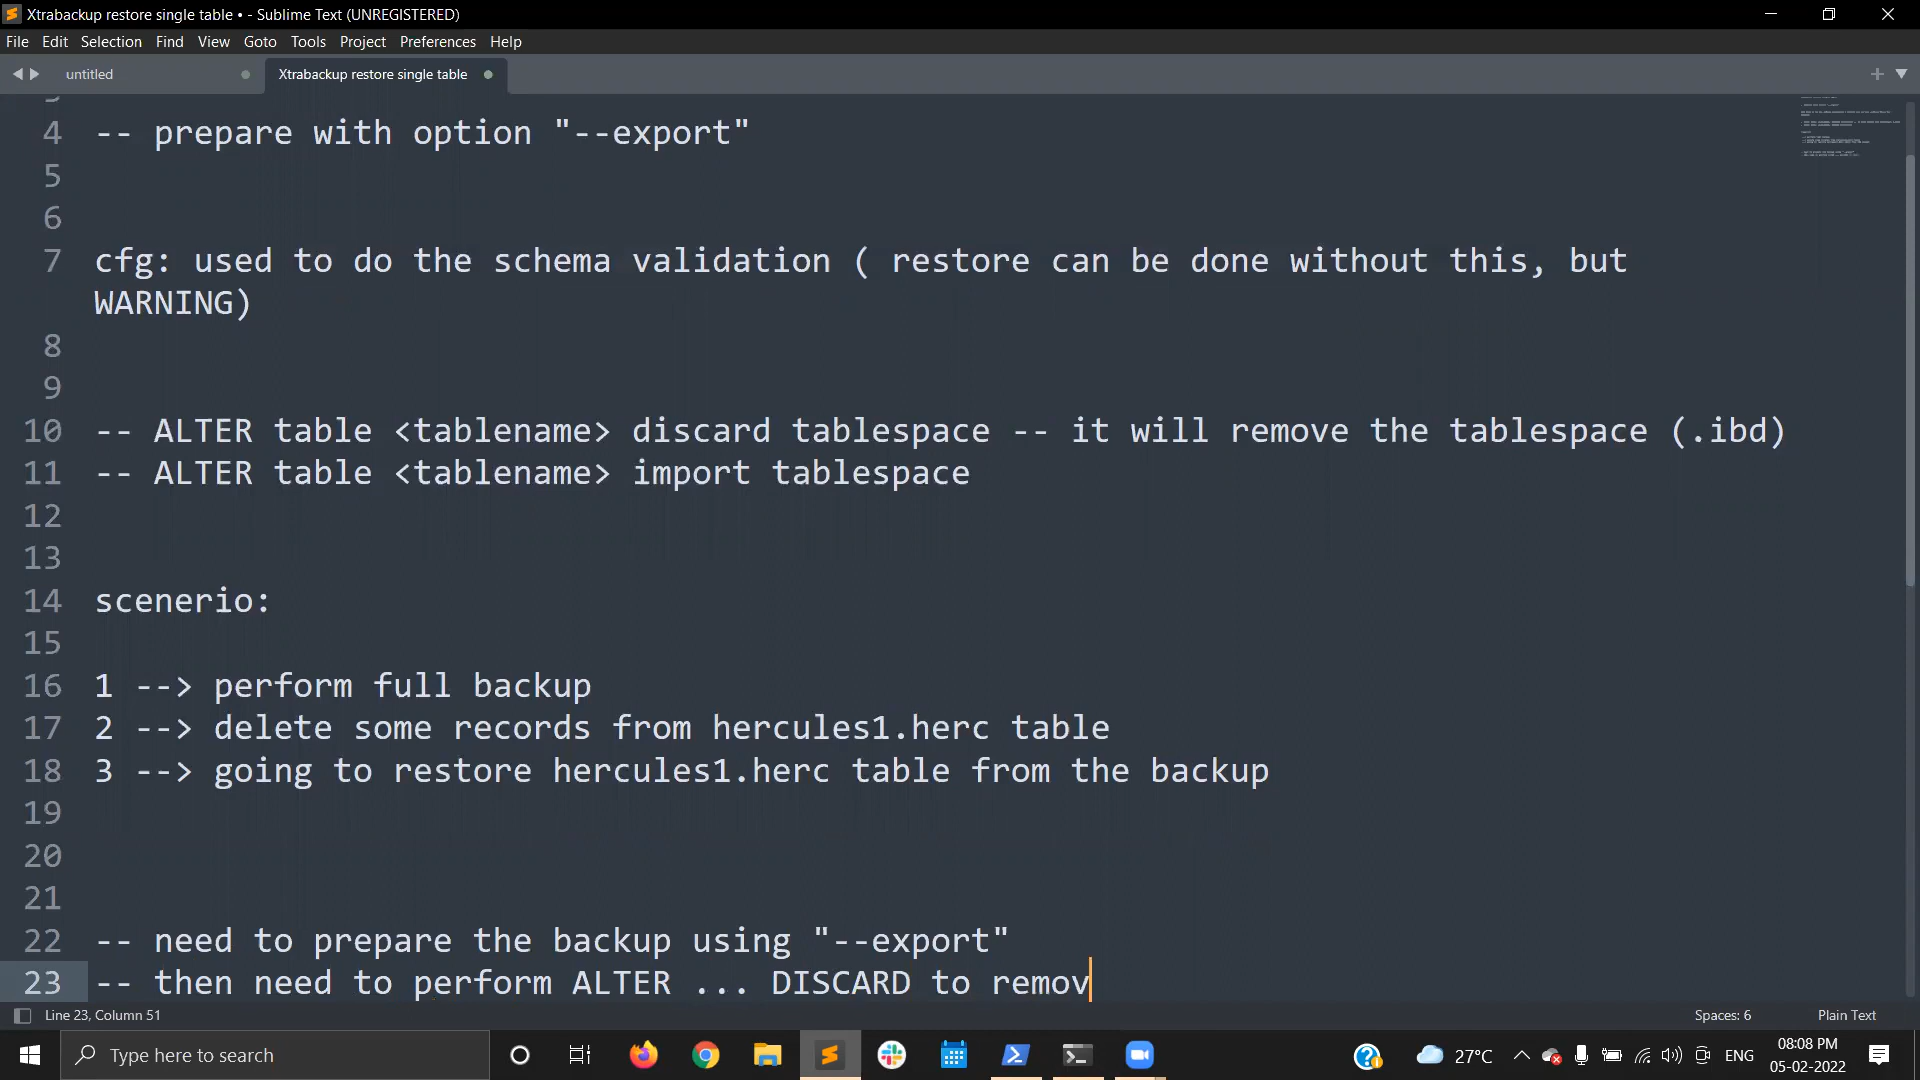 Xtrabackup restore single table • - Sublime Text (UNREGISTERED)
File Edit Selection Find View Goto Tools Project Preferences Help
untitled
Xtrabackup restore single table
4 -- prepare with option "--export"
5
6
7 cfg: used to do the schema validation ( restore can be done without this, but
WARNING)
8
9
10 -- ALTER table <tablename> discard tablespace -- it will remove the tablespace (.ibd)
11 -- ALTER table <tablename> import tablespace
12
13
14 scenerio:
15
16 1 --> perform full backup
17 2 --> delete some records from hercules1.herc table
18 3 --> going to restore hercules1.herc table from the backup
19
20
21
22 -- need to prepare the backup using "--export"
23 -- then need to perform ALTER ... DISCARD to remov
Line 23, Column 51
Spaces: 6
Plain Text
Type here to search
27°C
ENG
08:08 PM
05-02-2022